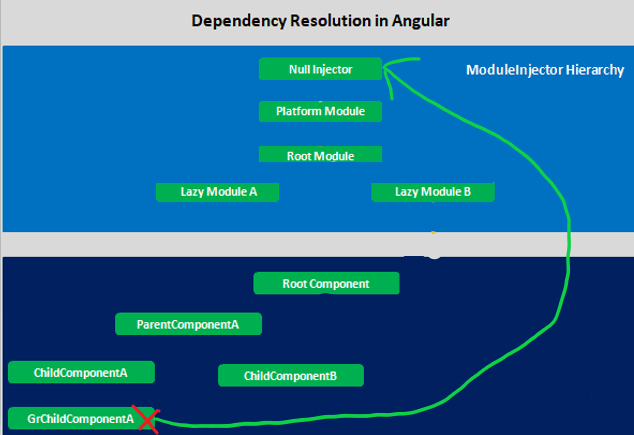 Dependency Resolution in Angular
Null Injector
ModuleInjector Hierarchy
Platform Module
Root Module
Lazy Module A
Lazy Module B
Root Component
ParentComponentA
ChildComponentA
ChildComponentB
GrChildComponentA